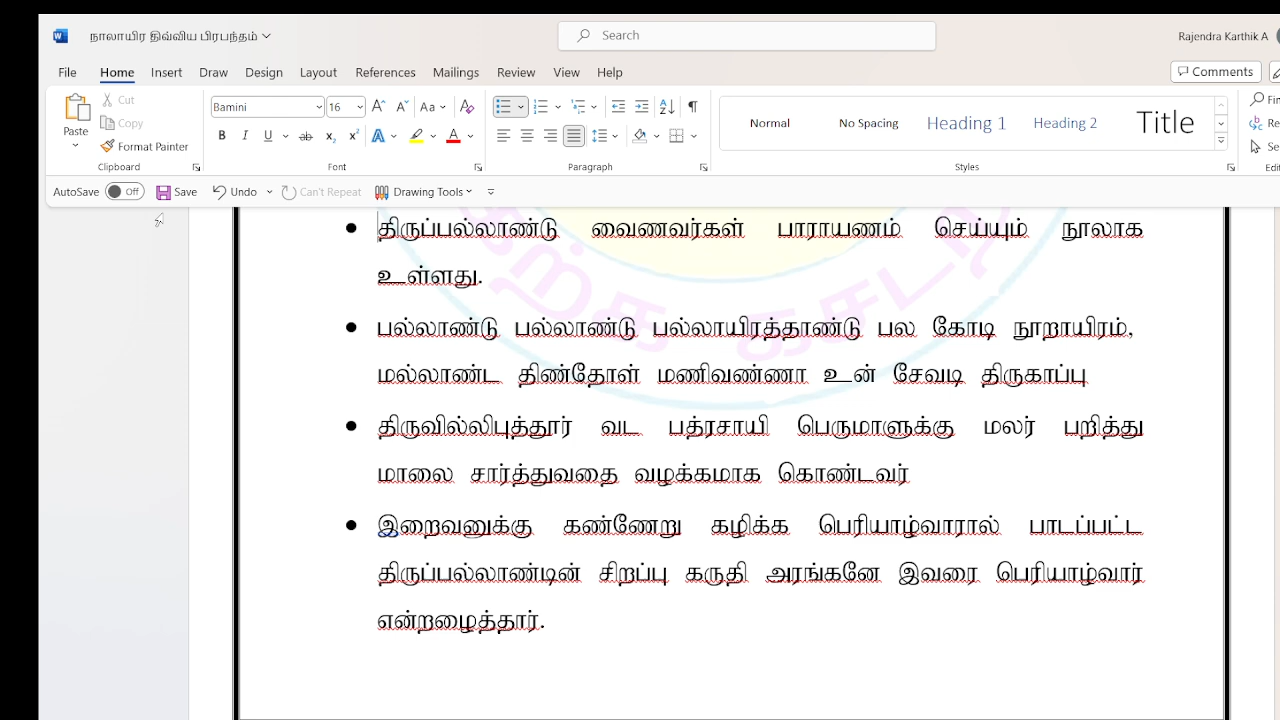 நாலாயிர திவ்விய பிரபந்தம்
Search
Rajendra Karthik A
File Home Insert Draw Design Layout References Mailings Review View Help
Comments
Paste
Cut
Copy
Format Painter
Clipboard
Bamini 16
Font
Paragraph
Normal No Spacing Heading 1 Heading 2 Title
Styles
AutoSave Off Save Undo Can't Repeat Drawing Tools
திருப்பல்லாண்டு வைணவர்கள் பாராயணம் செய்யும் நூலாக
உள்ளது.
பல்லாண்டு பல்லாண்டு பல்லாயிரத்தாண்டு பல கோடி நூறாயிரம்,
மல்லாண்ட திண்தோள் மணிவண்ணா உன் சேவடி திருகாப்பு
திருவில்லிபுத்தூர் வட பத்ரசாயி பெருமாளுக்கு மலர் பறித்து
மாலை சார்த்துவதை வழக்கமாக கொண்டவர்
இறைவனுக்கு கண்ணேறு கழிக்க பெரியாழ்வாரால் பாடப்பட்ட
திருப்பல்லாண்டின் சிறப்பு கருதி அரங்கனே இவரை பெரியாழ்வார்
என்றழைத்தார்.